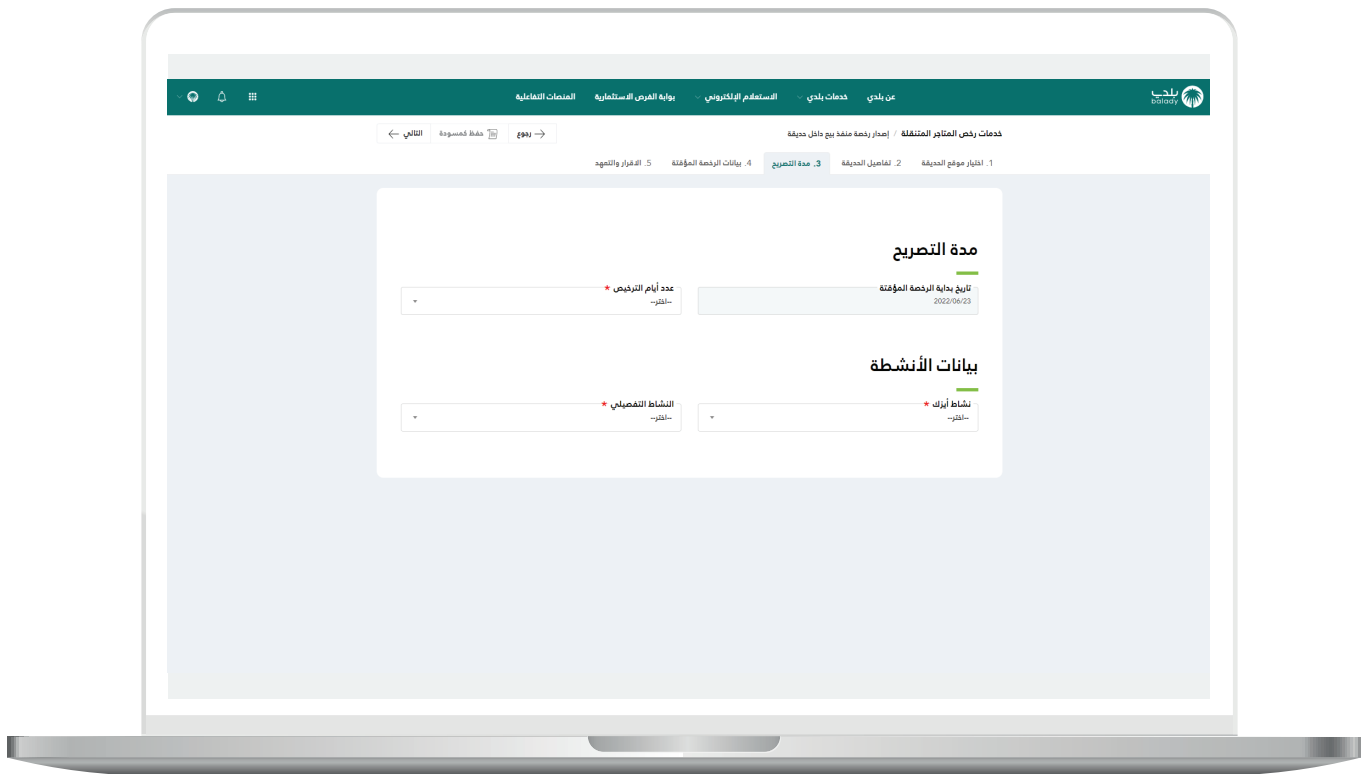 بلدي
balady
عن بلدي خدمات بلدي الاستعلام الإلكتروني بوابة الفرص الاستثمارية المنصات التفاعلية
خدمات رخص المتاجر المتنقلة / إصدار رخصة منفذ بيع داخل حديقة
رجوع حفظ كمسودة التالي
1. اختيار موقع الحديقة 2. تفاصيل الحديقة 3. مدة التصريح 4. بيانات الرخصة المؤقتة 5. الاقرار والتعهد
مدة التصريح
تاريخ بداية الرخصة المؤقتة عدد أيام الترخيص *
2022/06/23 --اختر--
بيانات الأنشطة
نشاط أيزك * النشاط التفصيلي *
--اختر-- --اختر--